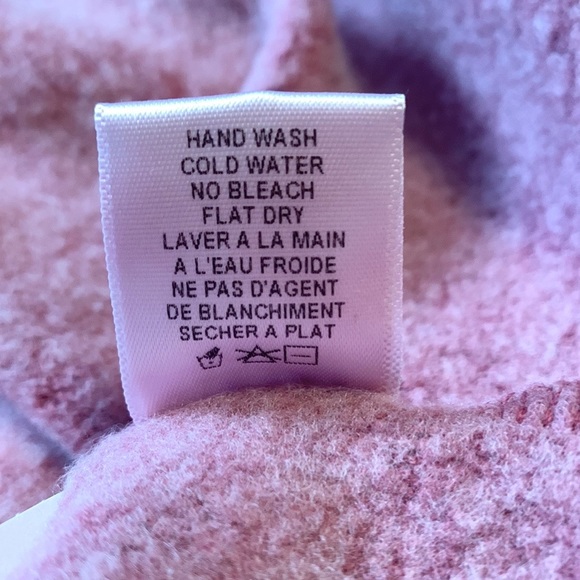 HAND WASH
COLD WATER
NO BLEACH
FLAT DRY
LAVER A LA MAIN
A L'EAU FROIDE
NE PAS D'AGENT
DE BLANCHIMENT
SECHER A PLAT